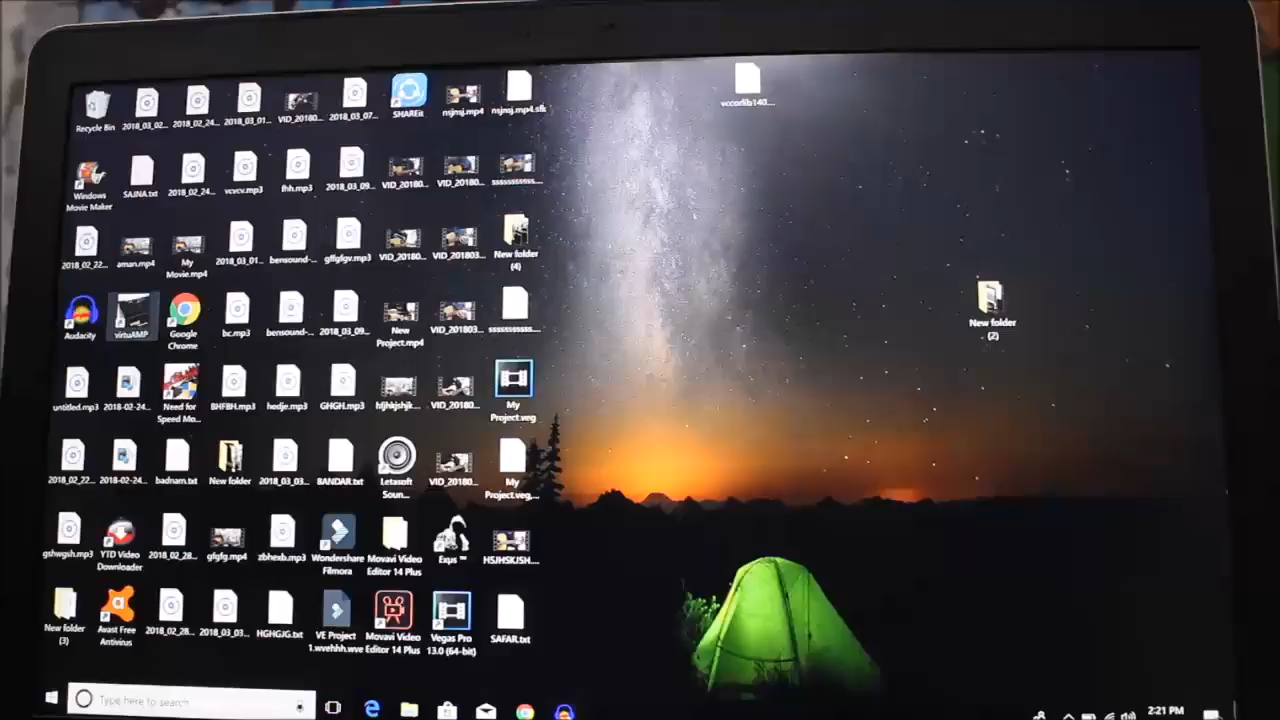 Recycle Bin
2018_03_02...
2018_02_24...
2018_03_01...
VID_20180...
2018_03_07...
SHAREit
nsjnsj.mp4
nsjnsj.mp4.sfk
vccorlib140...
Windows
Movie Maker
SAJNA.txt
2018_02_24...
vcvcv.mp3
fhh.mp3
2018_03_09...
VID_20180...
VID_20180...
ssssssssss...
2018_02_22...
aman.mp4
My
Movie.mp4
2018_03_01...
bensound-...
gffgfgv.mp3
VID_20180...
VID_201803...
New folder
(4)
Audacity
virtuAMP
Google
Chrome
bc.mp3
bensound-...
2018_03_09...
New
Project.mp4
VID_201803...
ssssssssss...
New folder
(2)
untitled.mp3
2018-02-24...
Need for
Speed Mo...
BHFBH.mp3
hedje.mp3
GHGH.mp3
VID_20180...
My
Project.veg
2018_02_22...
2018-02-24...
badnam.txt
New folder
2018_03_03...
BANDAR.txt
Letasoft
Soun...
VID_20180...
My
Project.veg...
gshwgsh.mp3
YTD Video
Downloader
2018_02_28...
gfgfg.mp4
zbhexb.mp3
Wondershare
Filmora
Movavi Video
Editor 14 Plus
HSJHSKJSH...
New folder
(3)
Avast Free
Antivirus
2018_02_28...
2018_03_03...
HGHGJG.txt
VE Project
1.wvehhh.wve
Movavi Video
Editor 14 Plus
Vegas Pro
13.0 (64-bit)
SAFAR.txt
Type here to search
2:21 PM